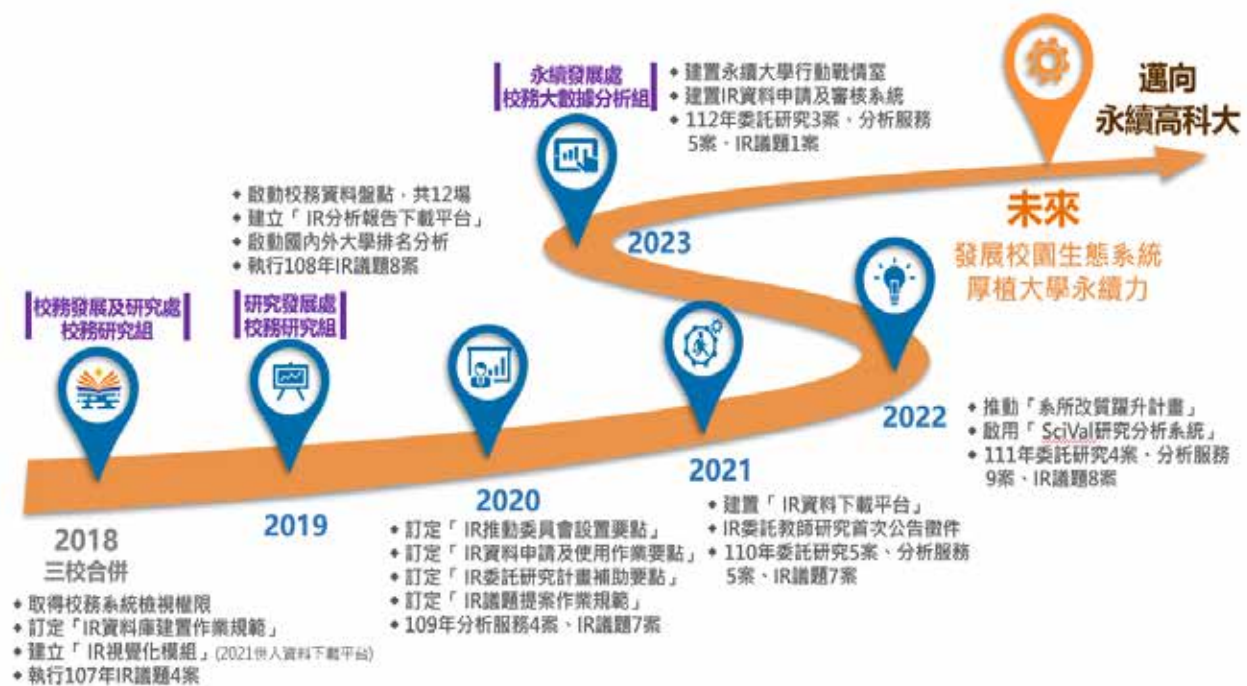 校務發展及研究處
校務研究組
2018
三校合併
◆ 取得校務系統檢視權限
◆ 訂定「IR資料庫建置作業規範」
◆ 建立「 IR視覺化模組」(2021併入資料下載平台)
◆ 執行107年IR議題4案
研究發展處
校務研究組
◆ 啟動校務資料盤點，共12場
◆ 建立「 IR分析報告下載平台」
◆ 啟動國內外大學排名分析
◆ 執行108年IR議題8案
2019
2020
◆ 訂定「 IR推動委員會設置要點」
◆ 訂定「 IR資料申請及使用作業要點」
◆ 訂定「 IR委託研究計畫補助要點」
◆ 訂定「 IR議題提案作業規範」
◆ 109年分析服務4案、IR議題7案
2021
◆ 建置「 IR資料下載平台」
◆ IR委託教師研究首次公告徵件
◆ 110年委託研究5案、分析服務
5案、IR議題7案
2022
◆ 推動「系所改質躍升計畫」
◆ 啟用「 SciVal研究分析系統」
◆ 111年委託研究4案、分析服務
9案、IR議題8案
永續發展處
校務大數據分析組
◆ 建置永續大學行動戰情室
◆ 建置IR資料申請及審核系統
◆ 112年委託研究3案、分析服務
5案、IR議題1案
2023
未來
發展校園生態系統
厚植大學永續力
邁向
永續高科大